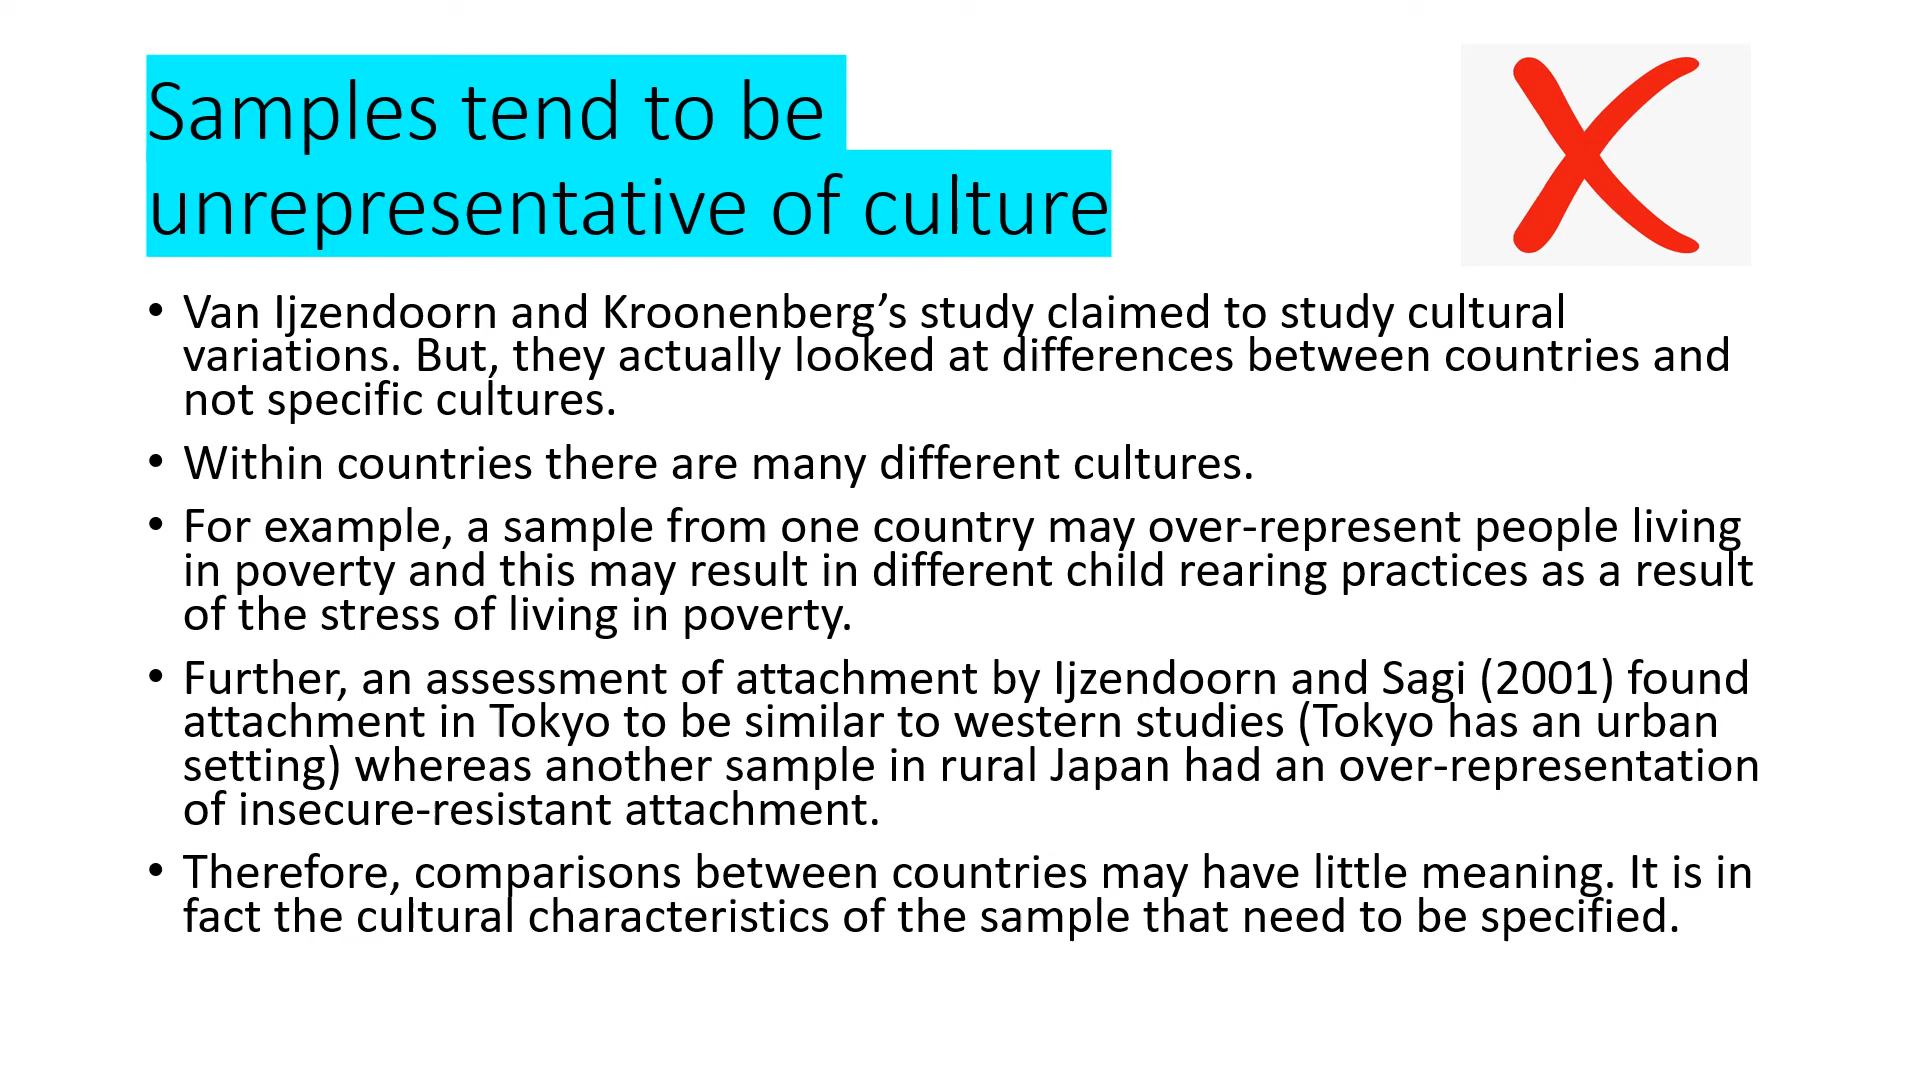 Samples tend to be
unrepresentative of culture
• Van Ijzendoorn and Kroonenberg’s study claimed to study cultural
variations. But, they actually looked at differences between countries and
not specific cultures.
• Within countries there are many different cultures.
• For example, a sample from one country may over-represent people living
in poverty and this may result in different child rearing practices as a result
of the stress of living in poverty.
• Further, an assessment of attachment by Ijzendoorn and Sagi (2001) found
attachment in Tokyo to be similar to western studies (Tokyo has an urban
setting) whereas another sample in rural Japan had an over-representation
of insecure-resistant attachment.
• Therefore, comparisons between countries may have little meaning. It is in
fact the cultural characteristics of the sample that need to be specified.